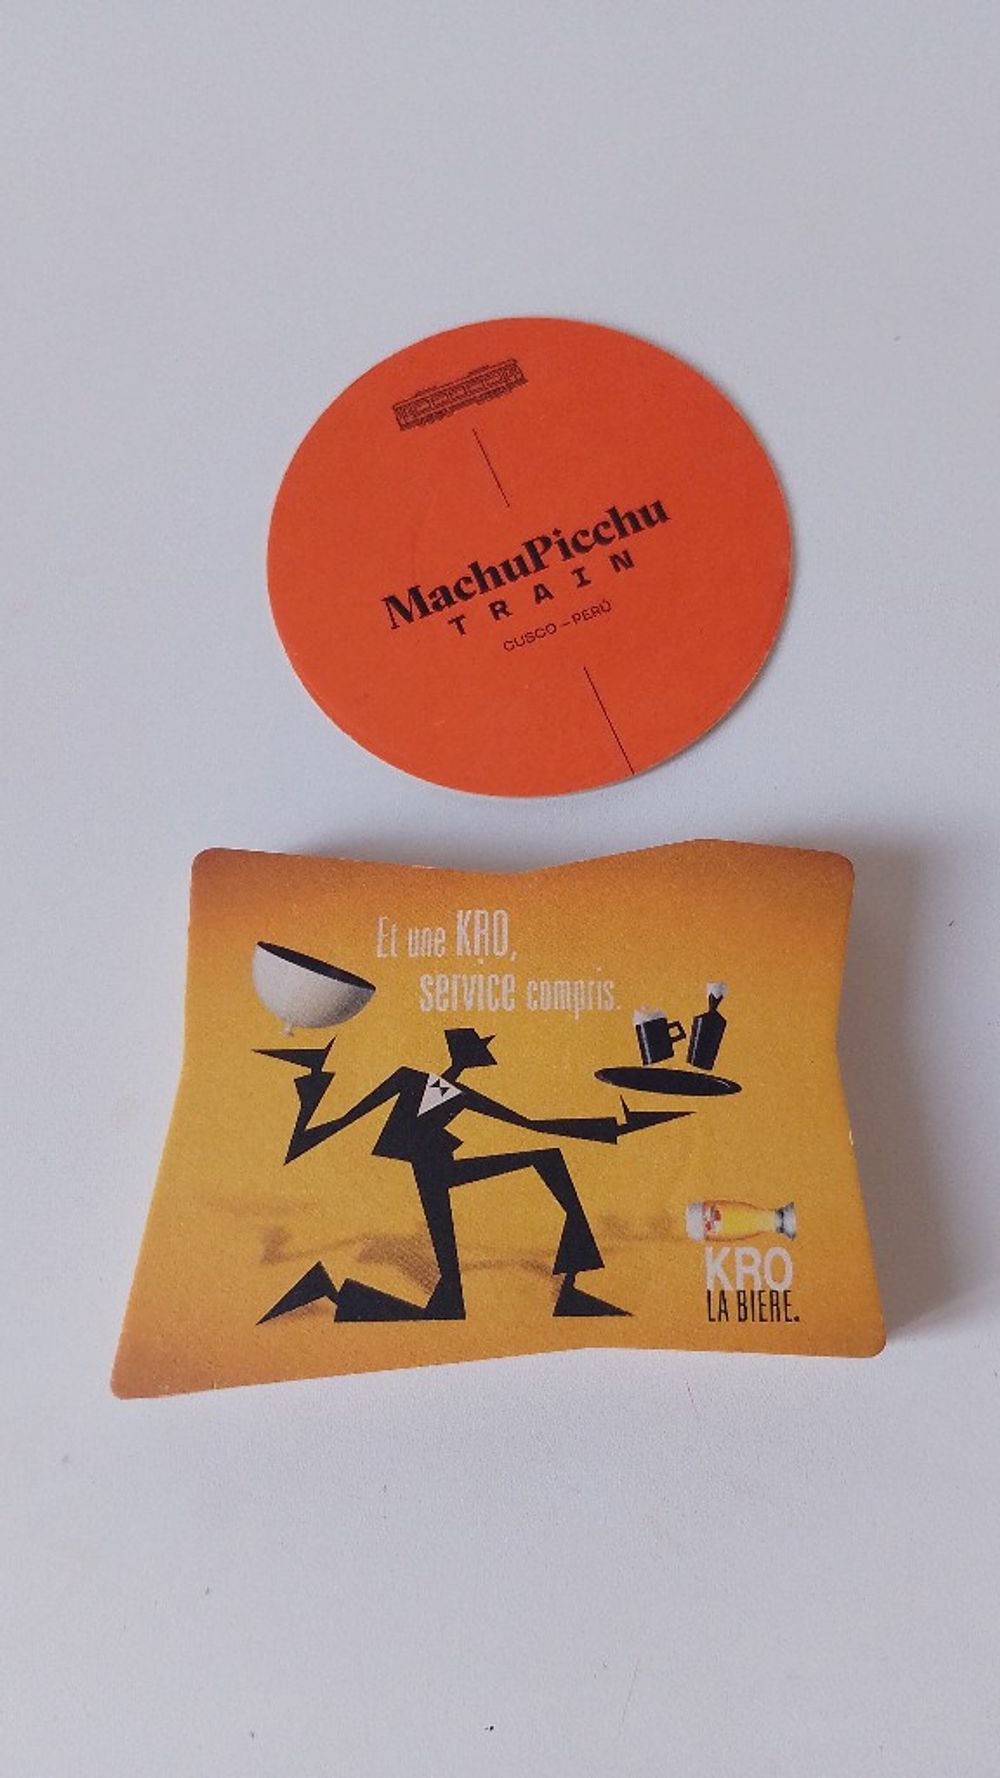 MachuPicchu
TRAIN
CUSCO – PERÚ
Et une KRO,
service compris.
KRO
LA BIERE.